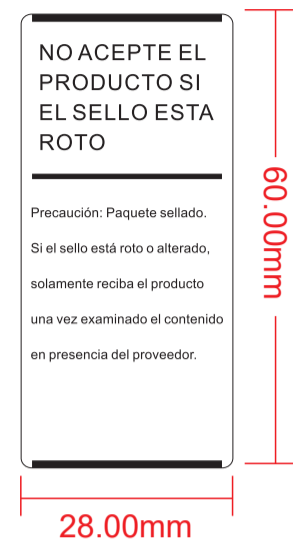 NO ACEPTE EL
PRODUCTO SI
EL SELLO ESTA
ROTO
Precaución: Paquete sellado.
Si el sello está roto o alterado,
solamente reciba el producto
una vez examinado el contenido
en presencia del proveedor.
60.00mm
28.00mm